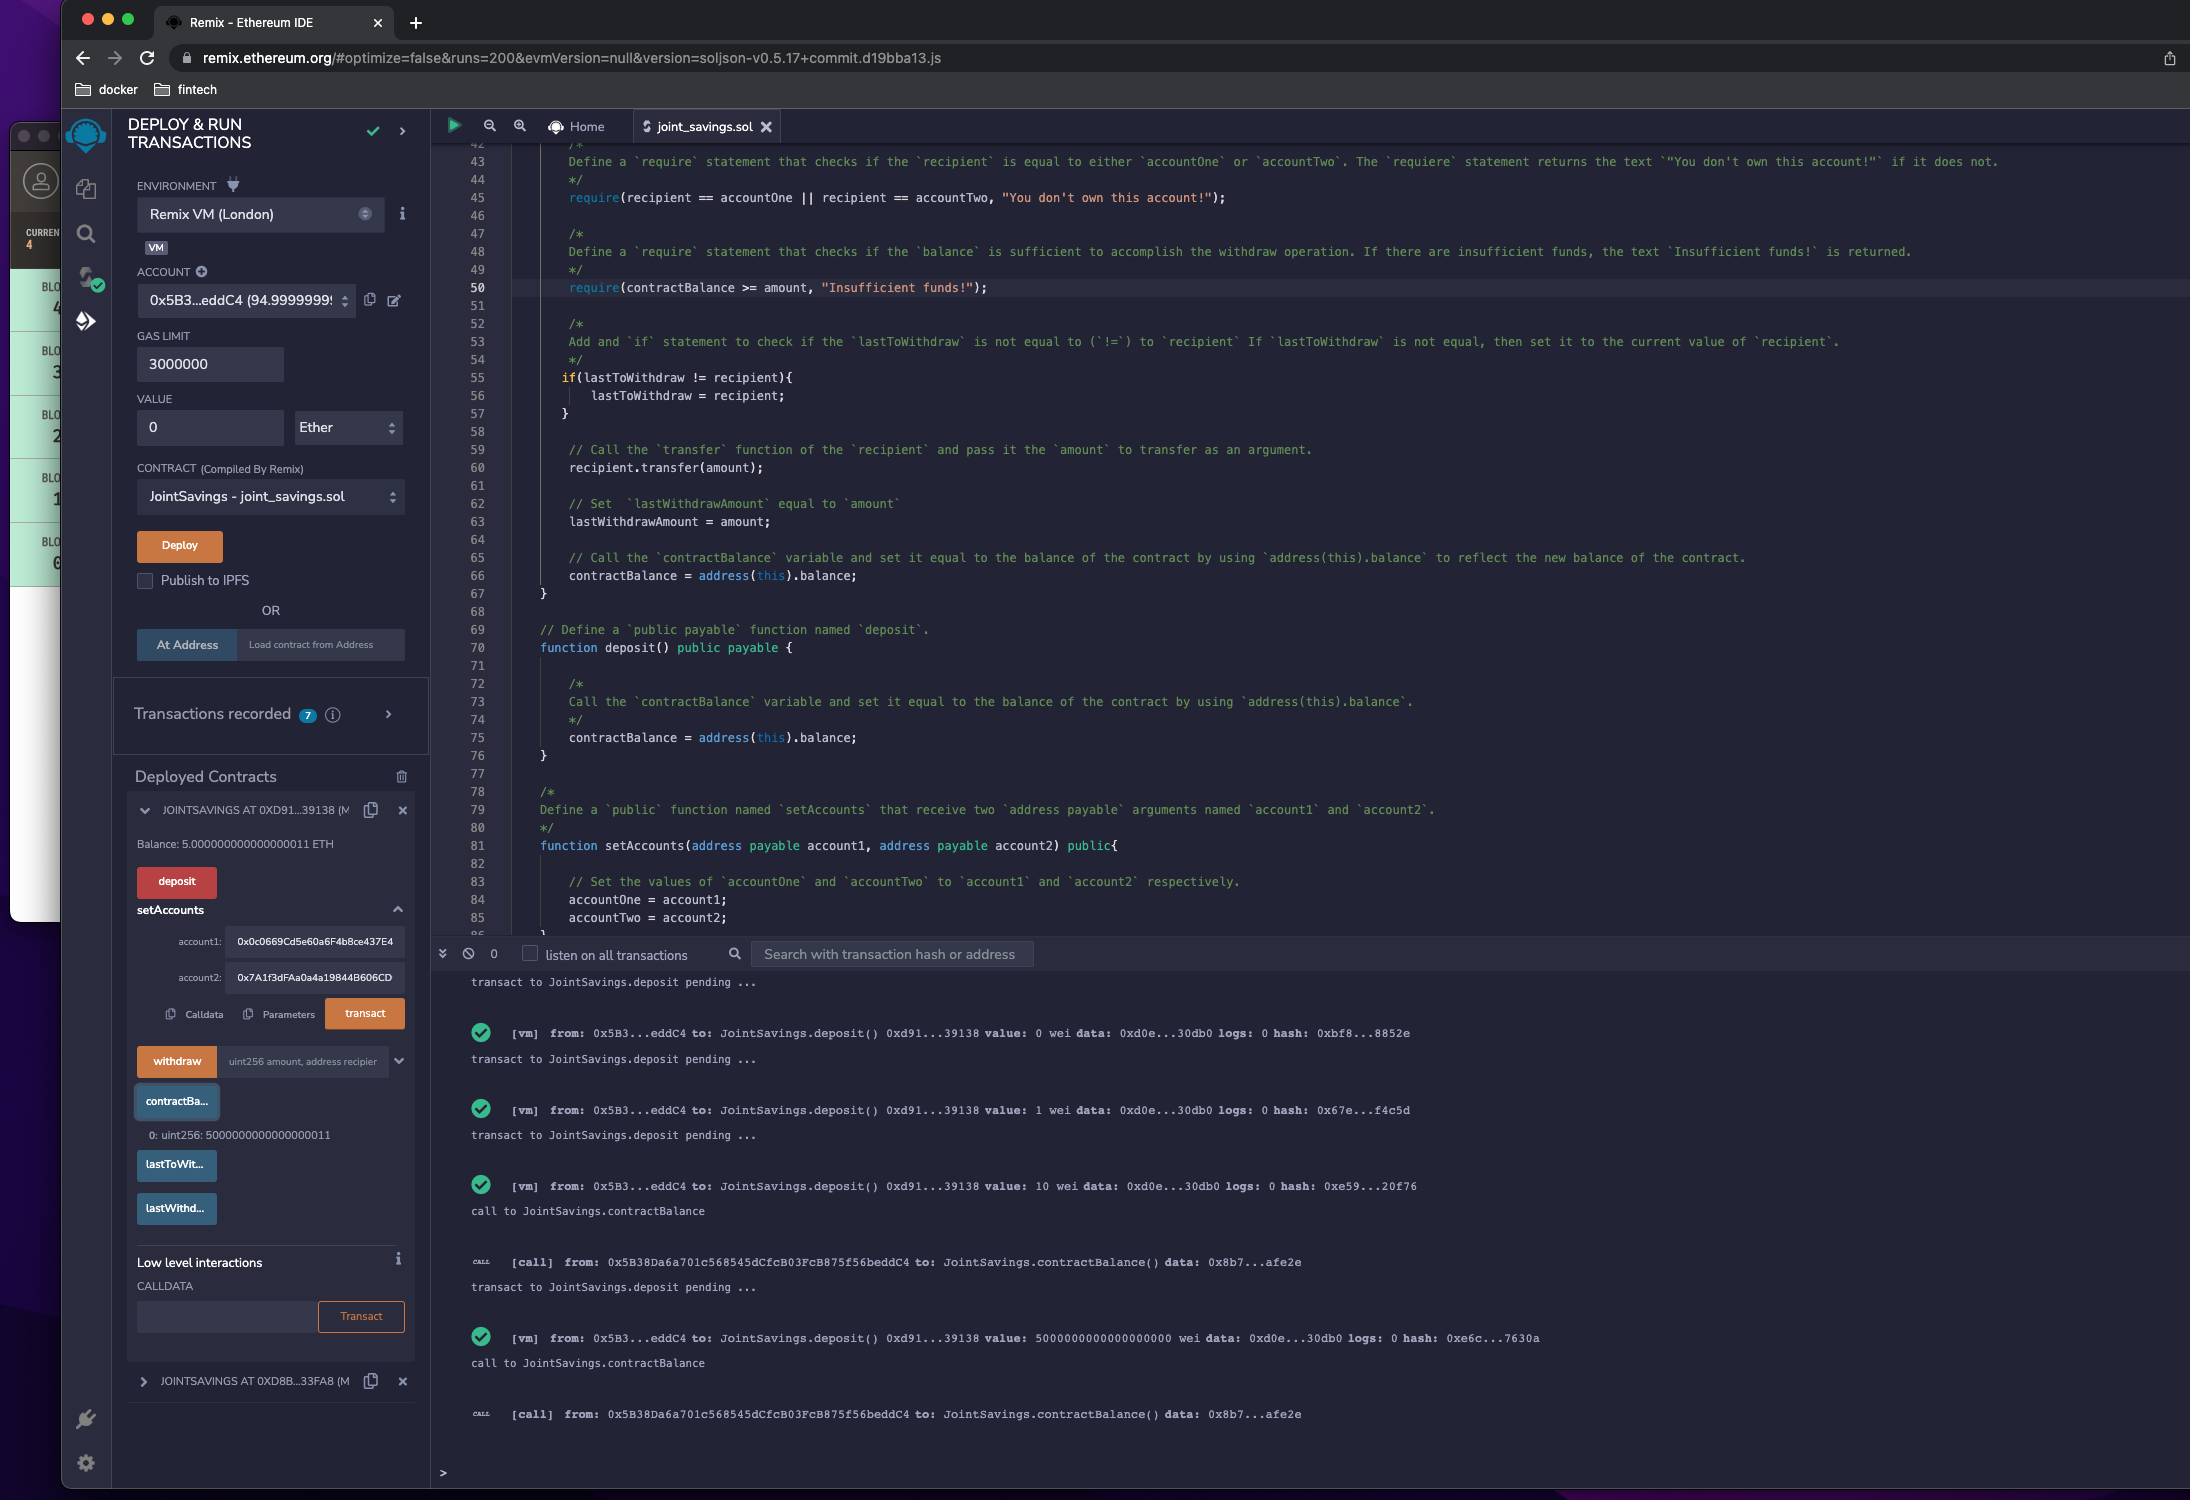 Remix - Ethereum IDE
remix.ethereum.org/#optimize=false&runs=200&evmVersion=null&version=soljson-v0.5.17+commit.d19bba13.js
docker
fintech
CURREN
4
BLO
4
BLO
3
BLO
2
BLO
1
BLO
0
DEPLOY & RUN
TRANSACTIONS
ENVIRONMENT
Remix VM (London)
VM
ACCOUNT
0x5B3...eddC4 (94.9999999
GAS LIMIT
3000000
VALUE
0
Ether
CONTRACT (Compiled By Remix)
JointSavings - joint_savings.sol
Deploy
Publish to IPFS
OR
At Address
Load contract from Address
Transactions recorded 7
Deployed Contracts
JOINTSAVINGS AT 0XD91...39138 (M
Balance: 5.000000000000000011 ETH
deposit
setAccounts
account1: 0x0c0669Cd5e60a6F4b8ce437E4
account2: 0x7A1f3dFAa0a4a19844B606CD
Calldata
Parameters
transact
withdraw
uint256 amount, address recipier
contractBa...
0: uint256: 5000000000000000011
lastToWit...
lastWithd...
Low level interactions
CALLDATA
Transact
JOINTSAVINGS AT 0XD8B...33FA8 (M
Home
joint_savings.sol
42 /*
43 Define a `require` statement that checks if the `recipient` is equal to either `accountOne` or `accountTwo`. The `requiere` statement returns the text `"You don't own this account!"` if it does not.
44 */
45 require(recipient == accountOne || recipient == accountTwo, "You don't own this account!");
46
47 /*
48 Define a `require` statement that checks if the `balance` is sufficient to accomplish the withdraw operation. If there are insufficient funds, the text `Insufficient funds!` is returned.
49 */
50 require(contractBalance >= amount, "Insufficient funds!");
51
52 /*
53 Add and `if` statement to check if the `lastToWithdraw` is not equal to (`!=`) to `recipient` If `lastToWithdraw` is not equal, then set it to the current value of `recipient`.
54 */
55 if(lastToWithdraw != recipient){
56 lastToWithdraw = recipient;
57 }
58
59 // Call the `transfer` function of the `recipient` and pass it the `amount` to transfer as an argument.
60 recipient.transfer(amount);
61
62 // Set  `lastWithdrawAmount` equal to `amount`
63 lastWithdrawAmount = amount;
64
65 // Call the `contractBalance` variable and set it equal to the balance of the contract by using `address(this).balance` to reflect the new balance of the contract.
66 contractBalance = address(this).balance;
67 }
68
69 // Define a `public payable` function named `deposit`.
70 function deposit() public payable {
71
72 /*
73 Call the `contractBalance` variable and set it equal to the balance of the contract by using `address(this).balance`.
74 */
75 contractBalance = address(this).balance;
76 }
77
78 /*
79 Define a `public` function named `setAccounts` that receive two `address payable` arguments named `account1` and `account2`.
80 */
81 function setAccounts(address payable account1, address payable account2) public{
82
83 // Set the values of `accountOne` and `accountTwo` to `account1` and `account2` respectively.
84 accountOne = account1;
85 accountTwo = account2;
86 }
0
listen on all transactions
Search with transaction hash or address
transact to JointSavings.deposit pending ...
[vm] from: 0x5B3...eddC4 to: JointSavings.deposit() 0xd91...39138 value: 0 wei data: 0xd0e...30db0 logs: 0 hash: 0xbf8...8852e
transact to JointSavings.deposit pending ...
[vm] from: 0x5B3...eddC4 to: JointSavings.deposit() 0xd91...39138 value: 1 wei data: 0xd0e...30db0 logs: 0 hash: 0x67e...f4c5d
transact to JointSavings.deposit pending ...
[vm] from: 0x5B3...eddC4 to: JointSavings.deposit() 0xd91...39138 value: 10 wei data: 0xd0e...30db0 logs: 0 hash: 0xe59...20f76
call to JointSavings.contractBalance
CALL [call] from: 0x5B38Da6a701c568545dCfcB03FcB875f56beddC4 to: JointSavings.contractBalance() data: 0x8b7...afe2e
transact to JointSavings.deposit pending ...
[vm] from: 0x5B3...eddC4 to: JointSavings.deposit() 0xd91...39138 value: 5000000000000000000 wei data: 0xd0e...30db0 logs: 0 hash: 0xe6c...7630a
call to JointSavings.contractBalance
CALL [call] from: 0x5B38Da6a701c568545dCfcB03FcB875f56beddC4 to: JointSavings.contractBalance() data: 0x8b7...afe2e
>